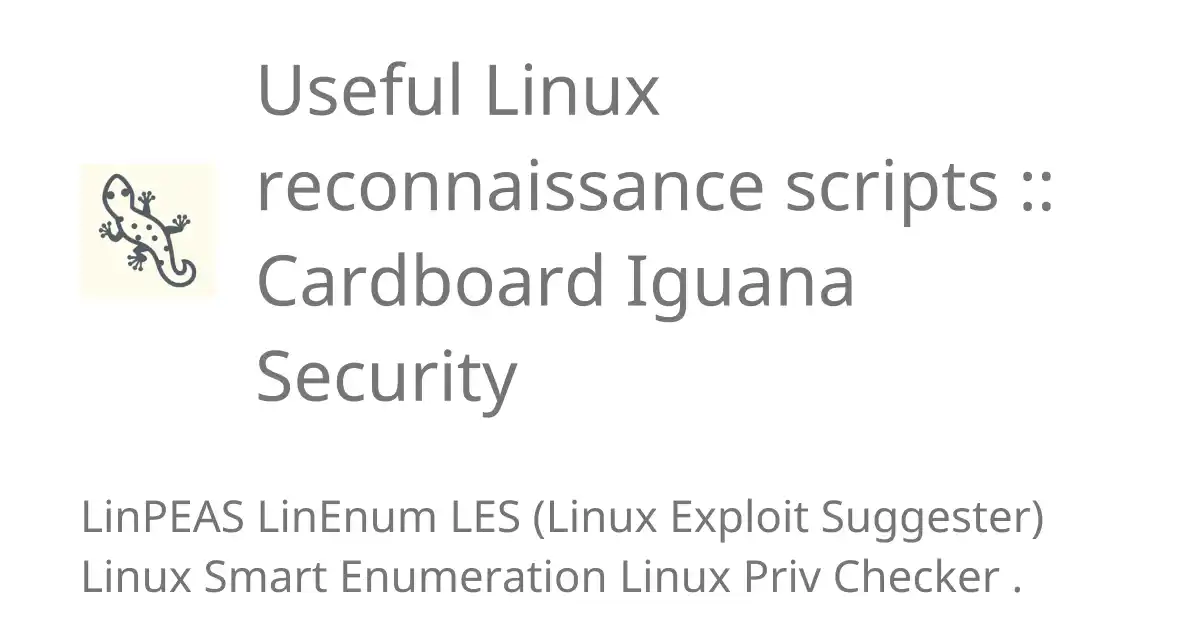 Useful Linux
reconnaissance scripts ::
Cardboard Iguana
Security
LinPEAS LinEnum LES (Linux Exploit Suggester)
Linux Smart Enumeration Linux Priv Checker .